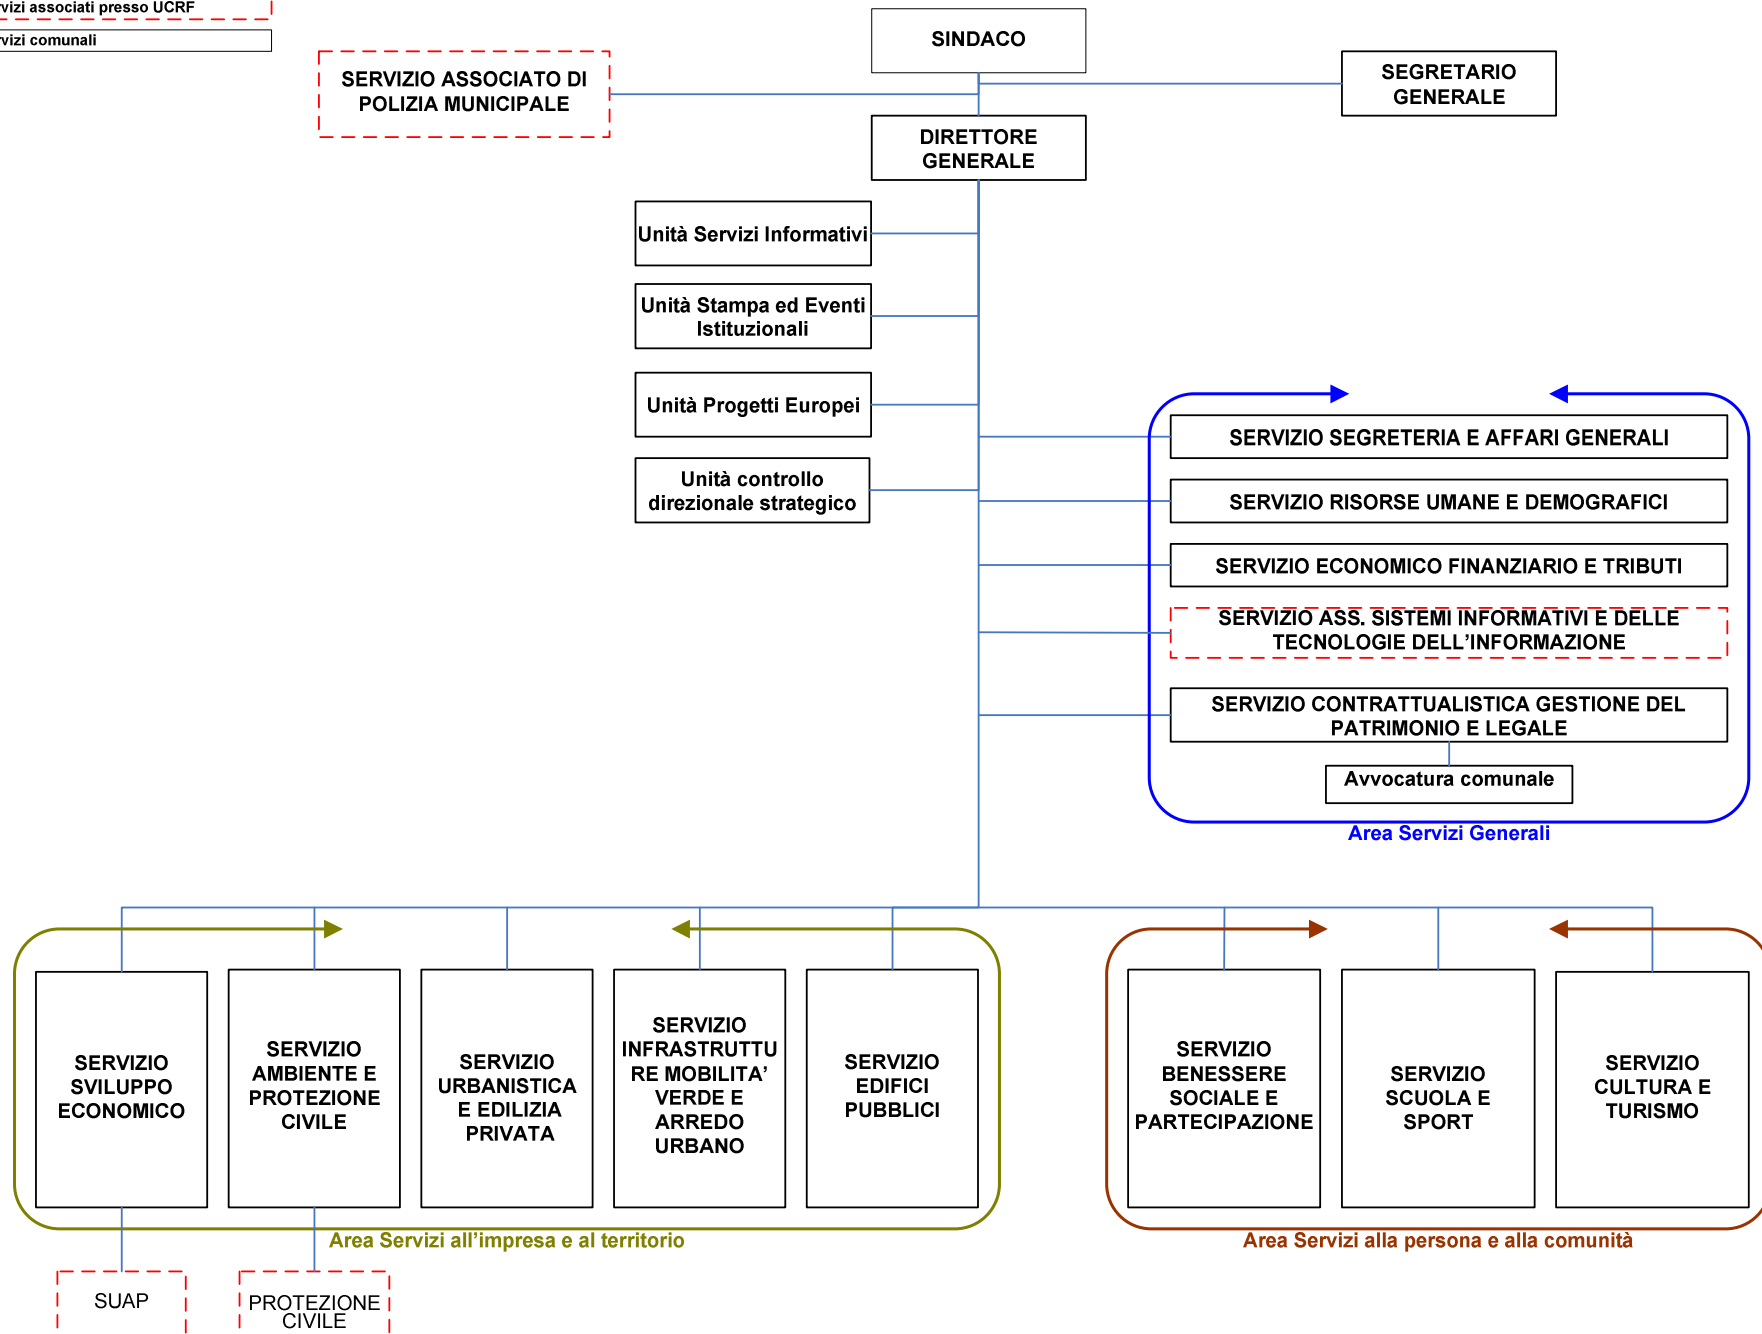 associati presso UCRF
comunali
SINDACO
SERVIZIO ASSOCIATO DI
POLIZIA MUNICIPALE
SEGRETARIO
GENERALE
DIRETTORE
GENERALE
Unità Servizi Informativi
Unità Stampa ed Eventi
Istituzionali
Unità Progetti Europei
Unità controllo
direzionale strategico
SERVIZIO SEGRETERIA E AFFARI GENERALI
SERVIZIO RISORSE UMANE E DEMOGRAFICI
SERVIZIO ECONOMICO FINANZIARIO E TRIBUTI
SERVIZIO ASS. SISTEMI INFORMATIVI E DELLE
TECNOLOGIE DELL’INFORMAZIONE
SERVIZIO CONTRATTUALISTICA GESTIONE DEL
PATRIMONIO E LEGALE
Avvocatura comunale
Area Servizi Generali
SERVIZIO
SVILUPPO
ECONOMICO
SERVIZIO
AMBIENTE E
PROTEZIONE
CIVILE
SERVIZIO
URBANISTICA
E EDILIZIA
PRIVATA
SERVIZIO
INFRASTRUTTU
RE MOBILITA’
VERDE E
ARREDO
URBANO
SERVIZIO
EDIFICI
PUBBLICI
SERVIZIO
BENESSERE
SOCIALE E
PARTECIPAZIONE
SERVIZIO
SCUOLA E
SPORT
SERVIZIO
CULTURA E
TURISMO
Area Servizi all’impresa e al territorio
Area Servizi alla persona e alla comunità
SUAP
PROTEZIONE
CIVILE